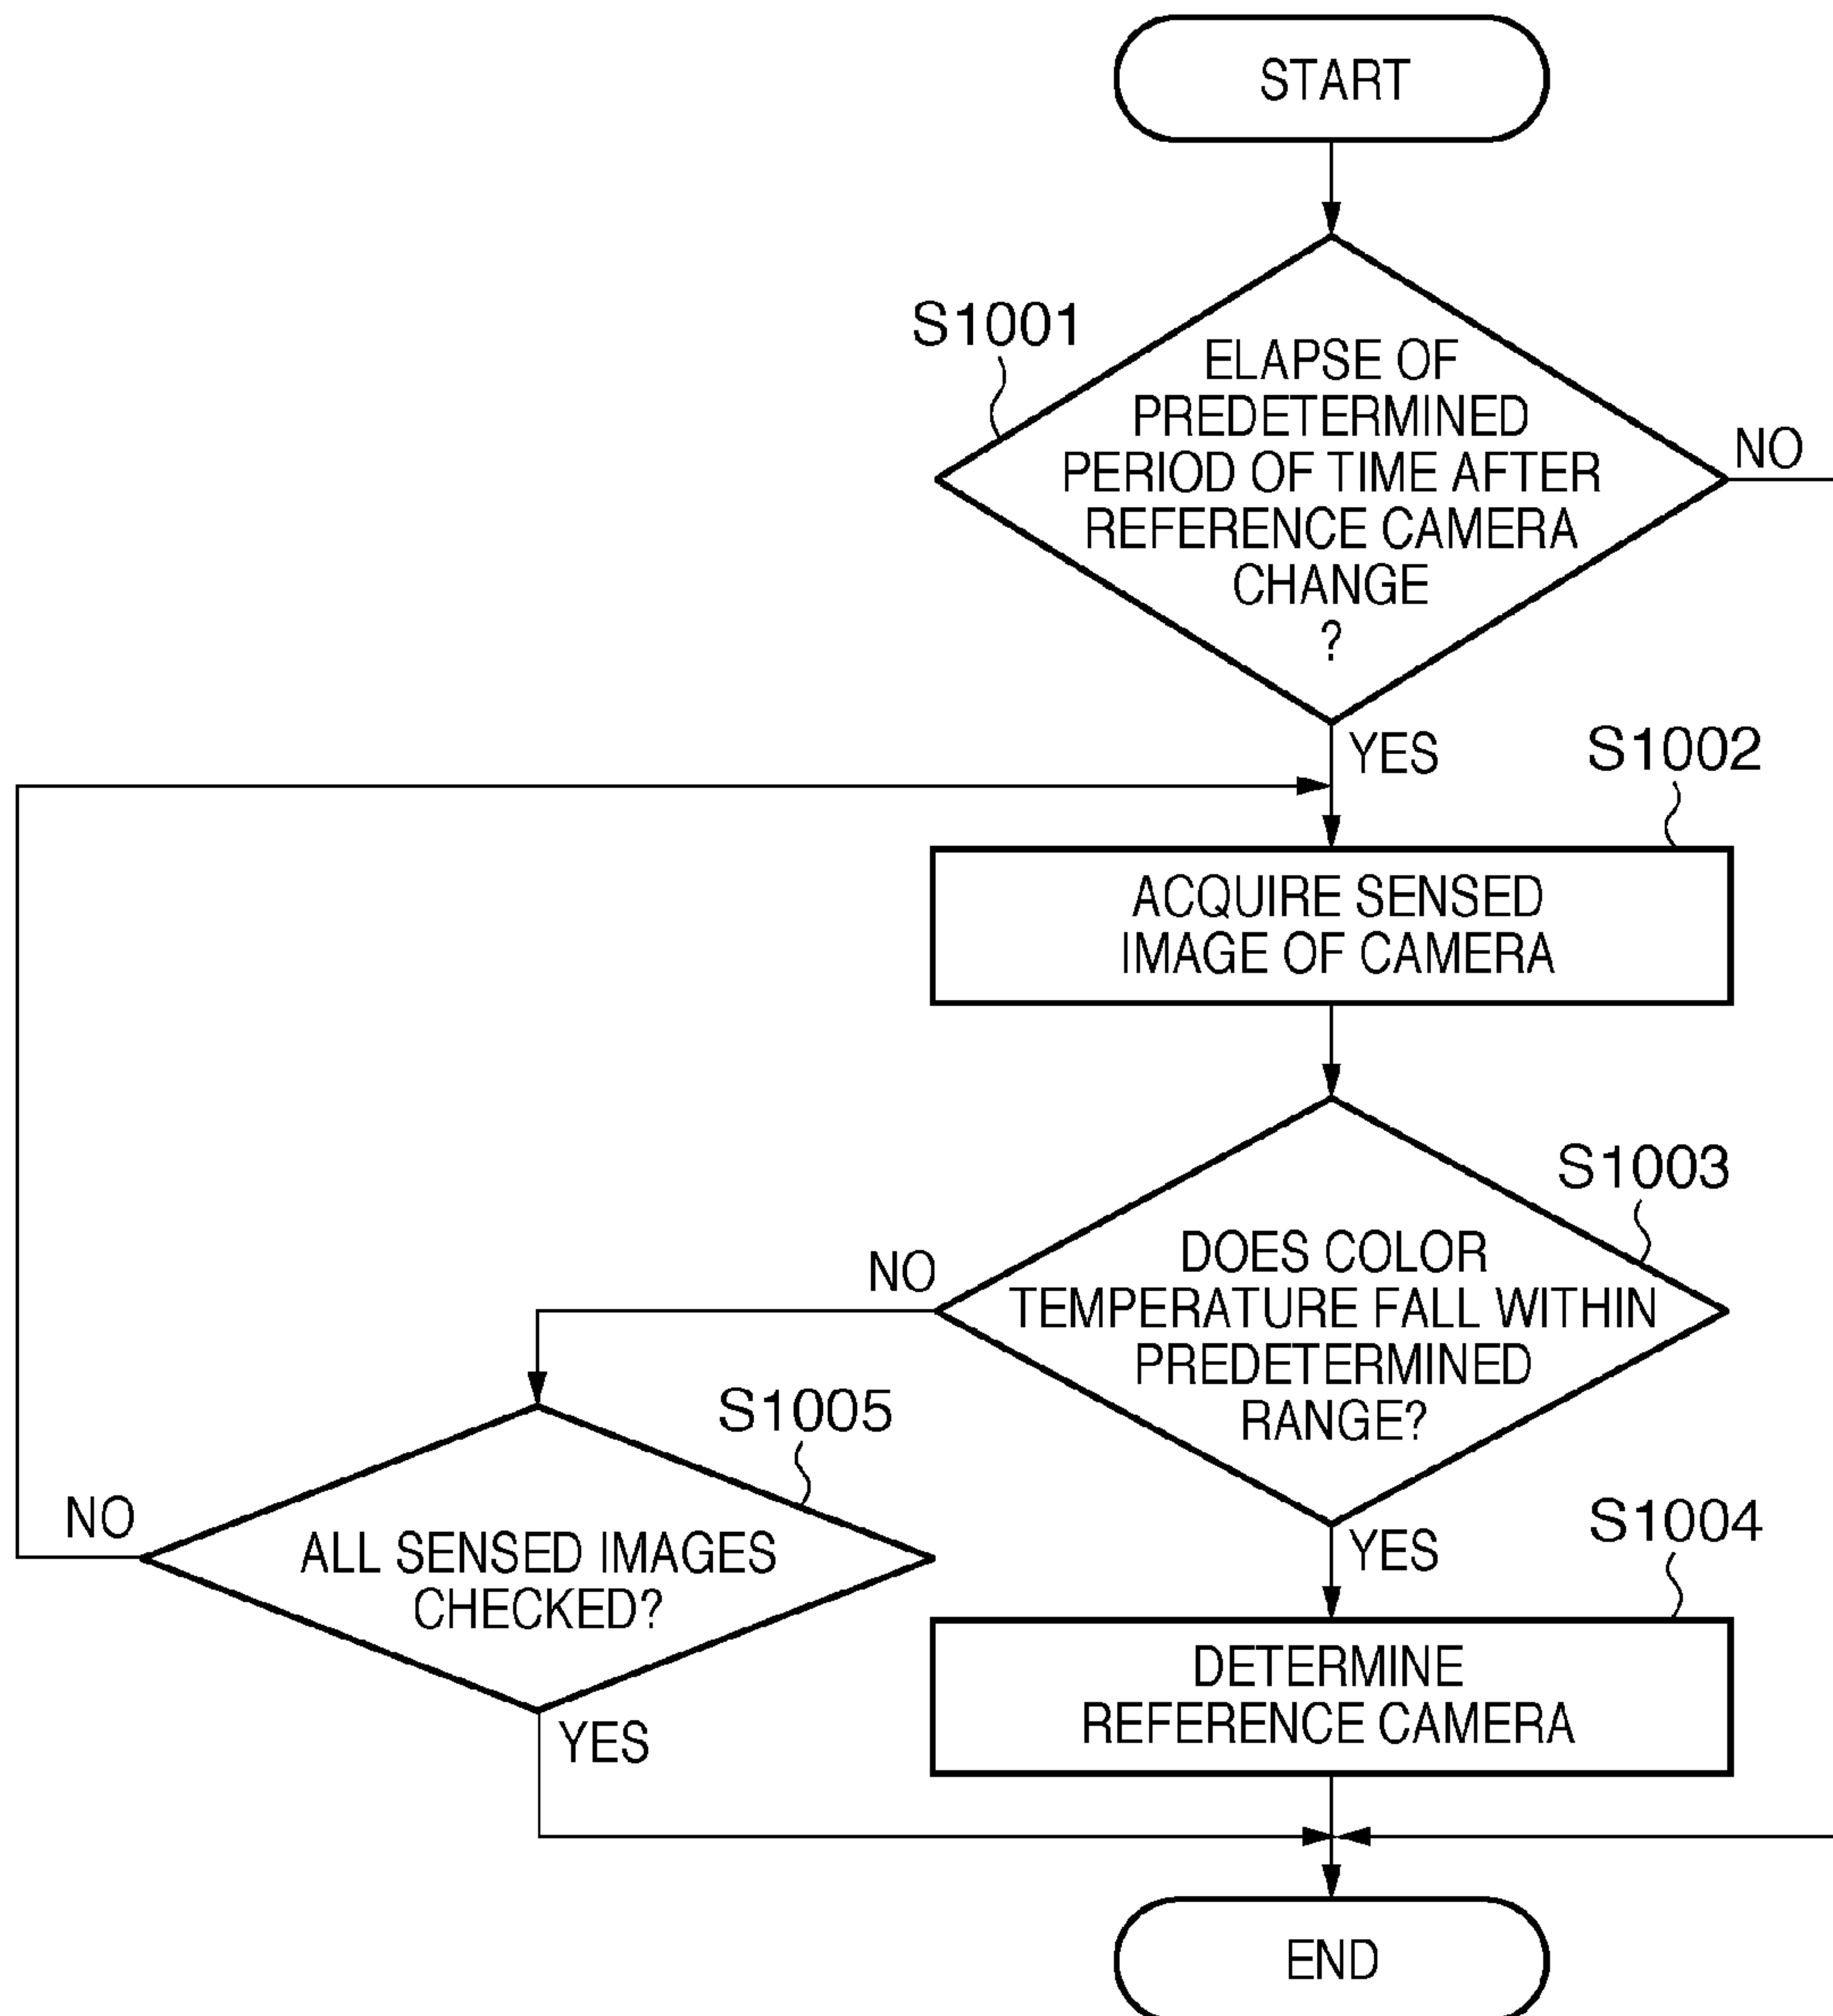 START
S1001
ELAPSE OF
PREDETERMINED
PERIOD OF TIME AFTER
REFERENCE CAMERA
CHANGE
?
NO
YES
S1002
ACQUIRE SENSED
IMAGE OF CAMERA
S1003
DOES COLOR
TEMPERATURE FALL WITHIN
PREDETERMINED
RANGE?
NO
YES
S1005
ALL SENSED IMAGES
CHECKED?
NO
YES
S1004
DETERMINE
REFERENCE CAMERA
END